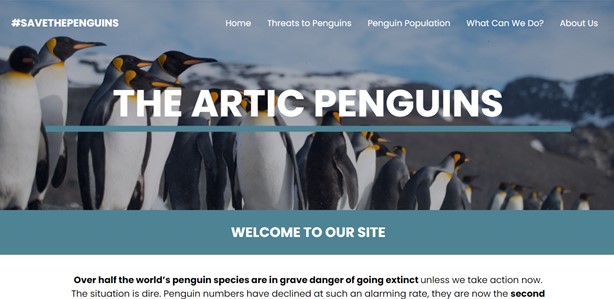 #SAVETHEPENGUINS
Home Threats to Penguins Penguin Population What Can We Do? About Us
THE ARTIC PENGUINS
WELCOME TO OUR SITE
Over half the world's penguin species are in grave danger of going extinct unless we take action now.
The situation is dire. Penguin numbers have declined at such an alarming rate, they are now the second